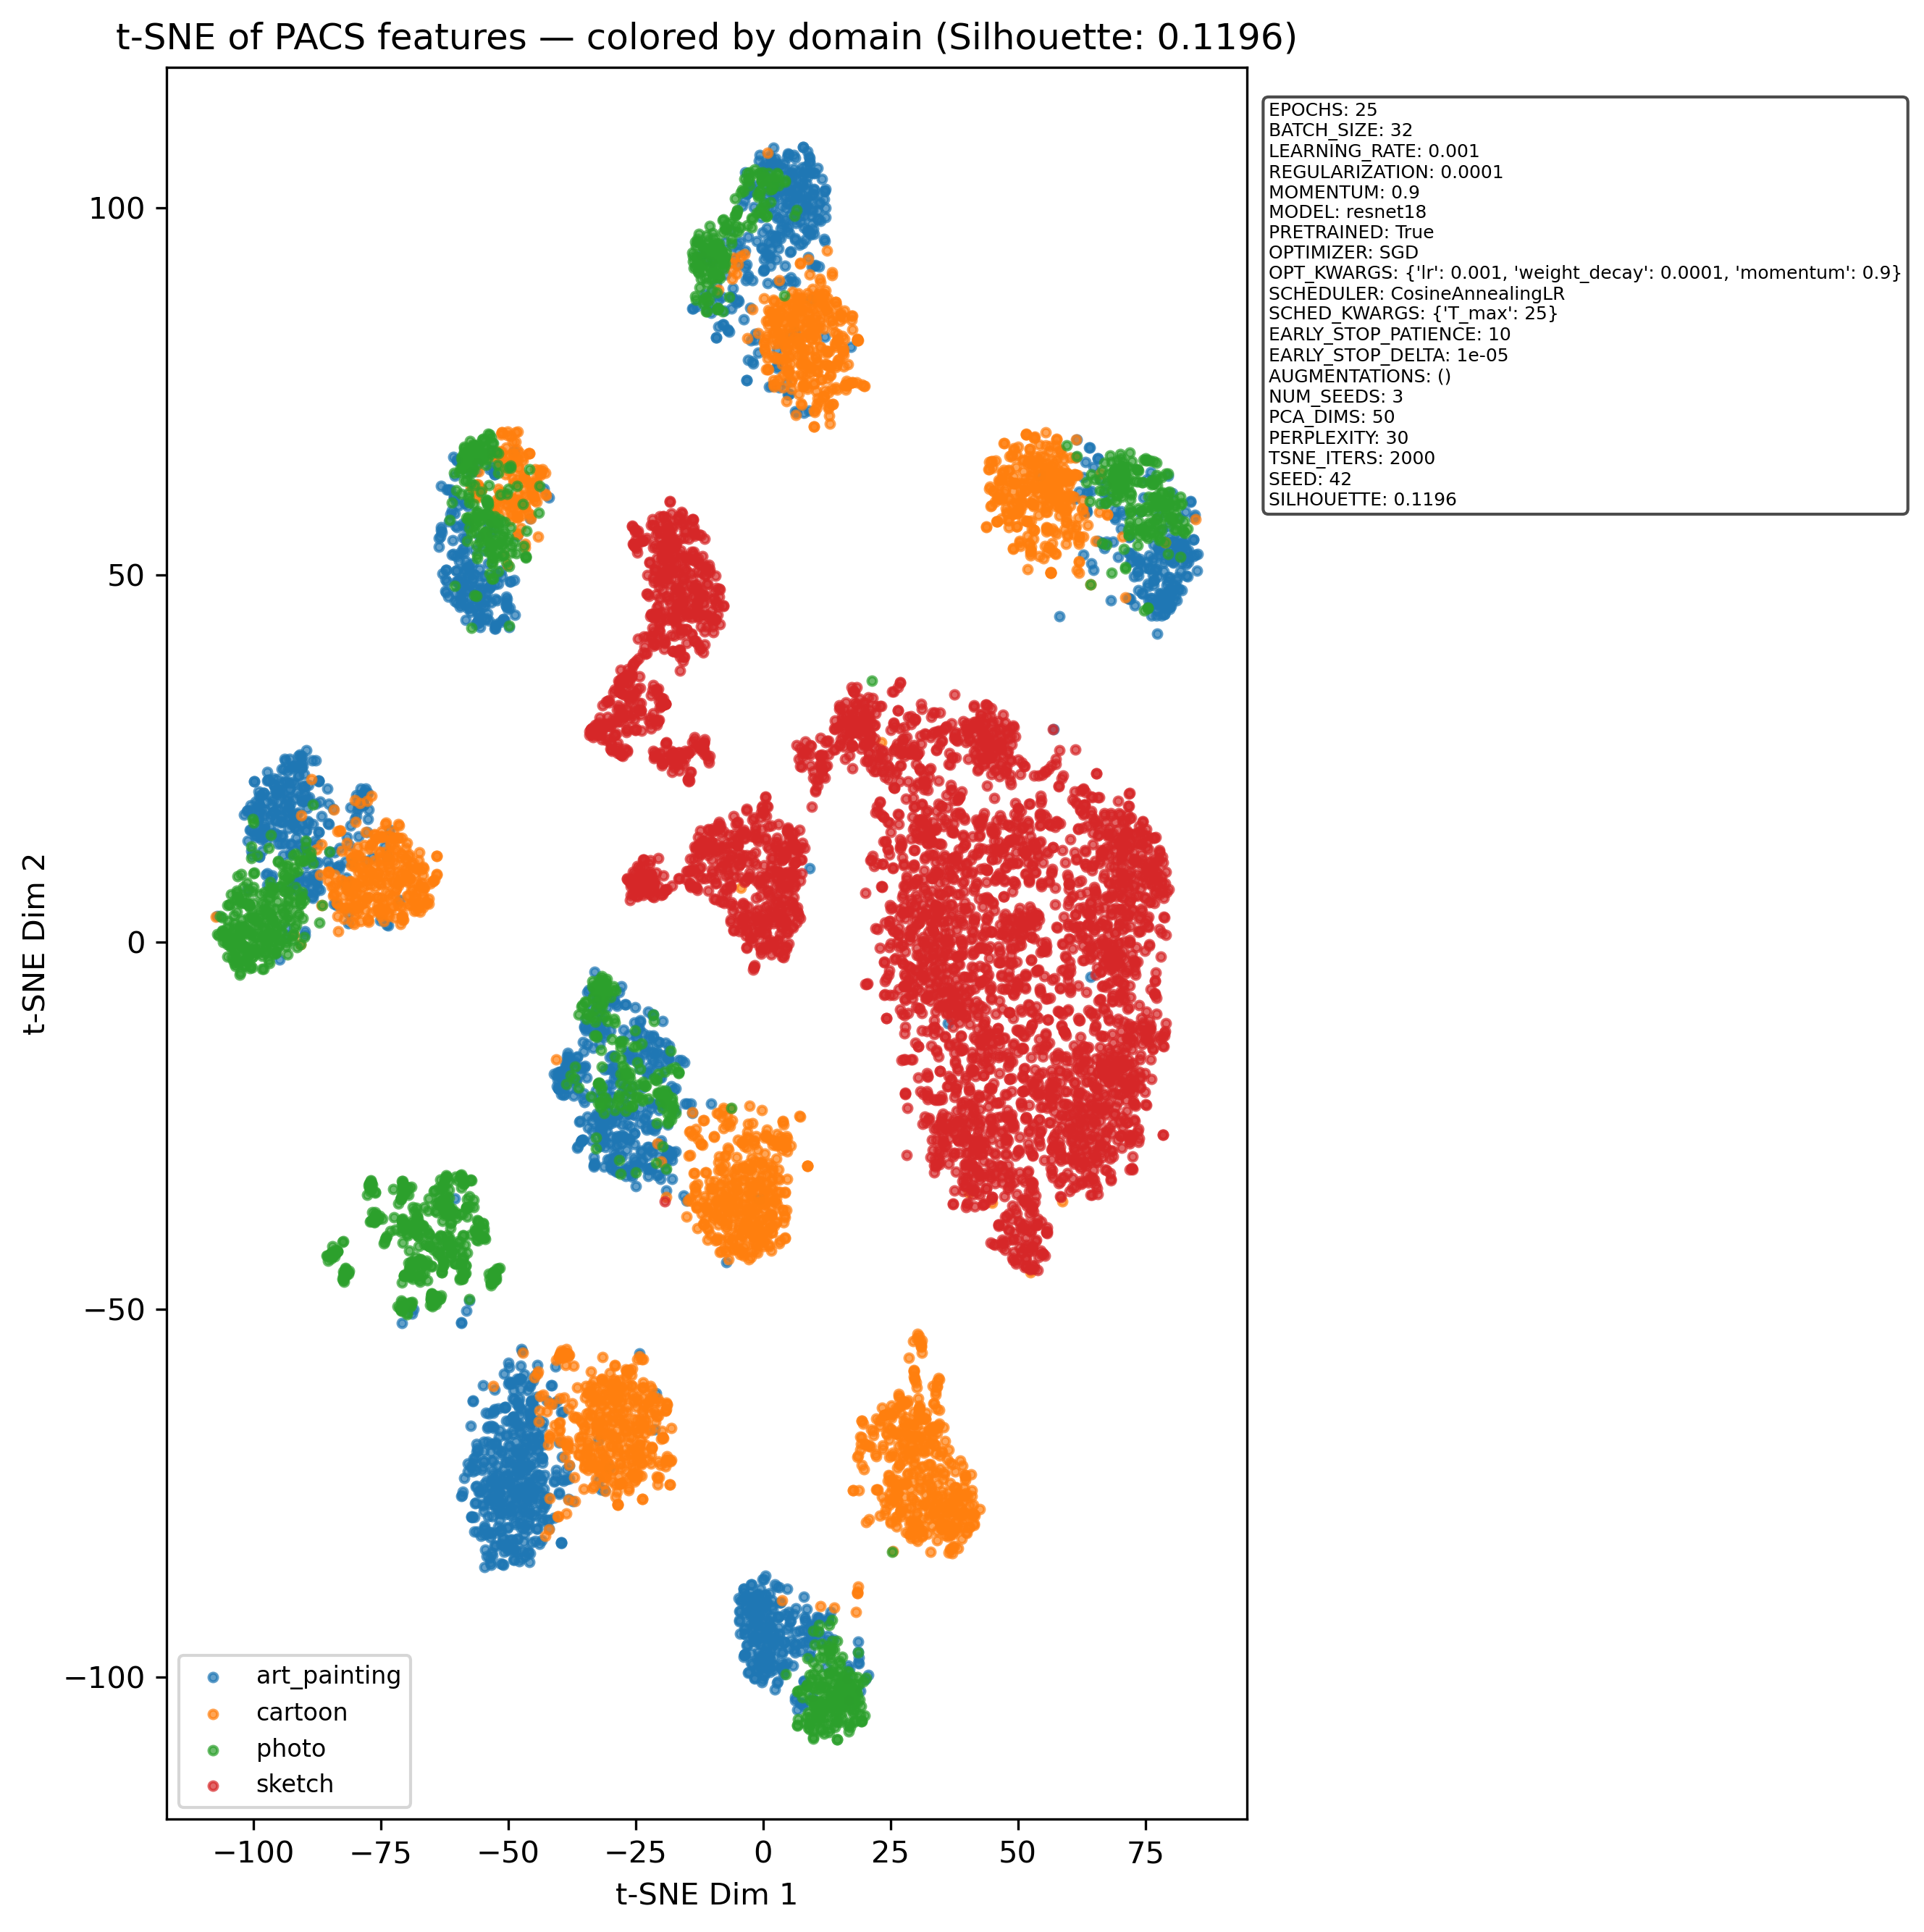 t-SNE of PACS features — colored by domain (Silhouette: 0.1196)
EPOCHS: 25
BATCH_SIZE: 32
LEARNING_RATE: 0.001
REGULARIZATION: 0.0001
MOMENTUM: 0.9
MODEL: resnet18
PRETRAINED: True
OPTIMIZER: SGD
OPT_KWARGS: {'lr': 0.001, 'weight_decay': 0.0001, 'momentum': 0.9}
SCHEDULER: CosineAnnealingLR
SCHED_KWARGS: {'T_max': 25}
EARLY_STOP_PATIENCE: 10
EARLY_STOP_DELTA: 1e-05
AUGMENTATIONS: ()
NUM_SEEDS: 3
PCA_DIMS: 50
PERPLEXITY: 30
TSNE_ITERS: 2000
SEED: 42
SILHOUETTE: 0.1196
t-SNE Dim 2
100
50
0
−50
−100
art_painting
cartoon
photo
sketch
−100 −75 −50 −25 0 25 50 75
t-SNE Dim 1